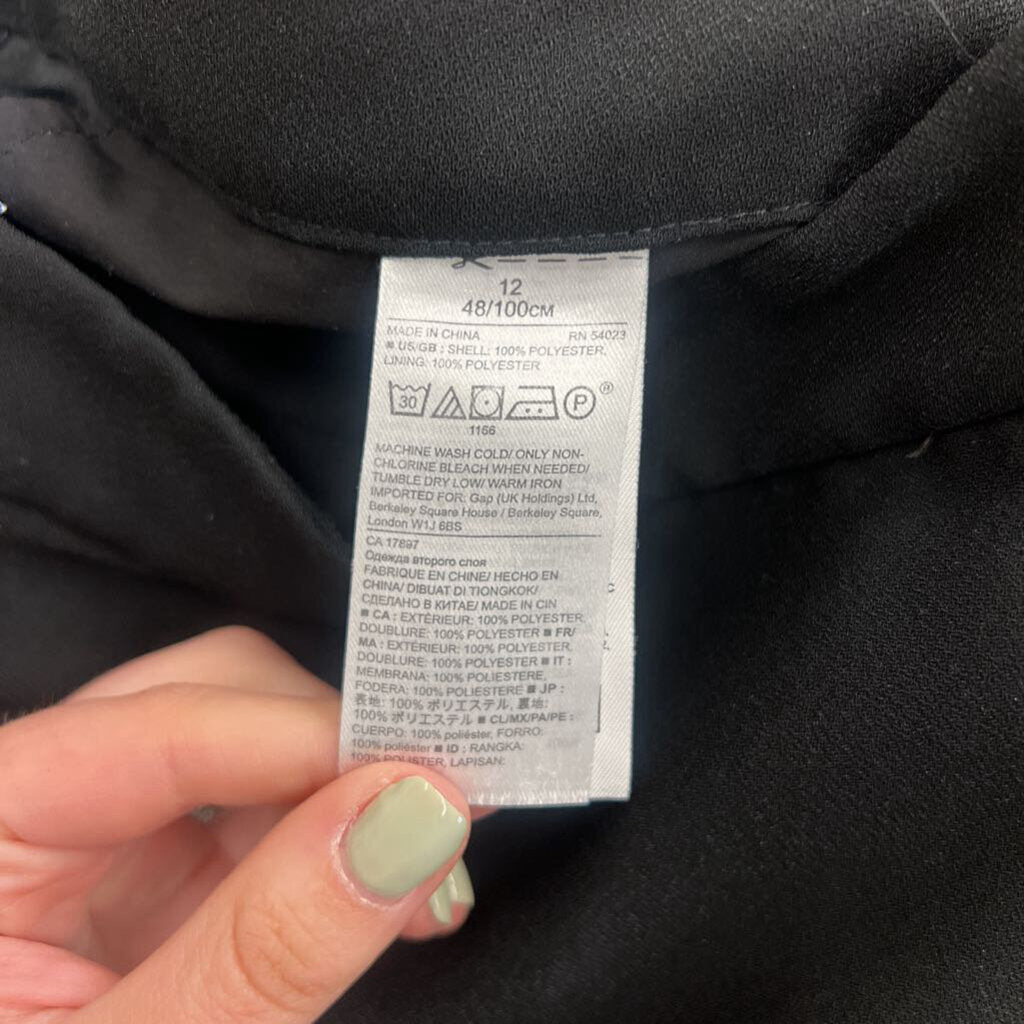 12
48/100см
MADE IN CHINA RN 54023
■ US/GB : SHELL: 100% POLYESTER,
LINING: 100% POLYESTER
30 P ®
1166
MACHINE WASH COLD/ ONLY NON-
CHLORINE BLEACH WHEN NEEDED/
TUMBLE DRY LOW/ WARM IRON
IMPORTED FOR: Gap (UK Holdings) Ltd,
Berkeley Square House / Berkeley Square,
London W1J 6BS
CA 17897
Одежда второго слоя
FABRIQUE EN CHINE/ HECHO EN
CHINA/ DIBUAT DI TIONGKOK/
СДЕЛАНО В КИТАЕ/ MADE IN CIN
■ CA : EXTÉRIEUR: 100% POLYESTER,
DOUBLURE: 100% POLYESTER ■ FR/
MA : EXTÉRIEUR: 100% POLYESTER,
DOUBLURE: 100% POLYESTER ■ IT :
MEMBRANA: 100% POLIESTERE,
FODERA: 100% POLIESTERE ■ JP :
表地: 100% ポリエステル, 裏地:
100% ポリエステル ■ CL/MX/PA/PE :
CUERPO: 100% poliéster, FORRO:
100% poliéster ■ ID : RANGKA:
100% POLISTER, LAPISAN: